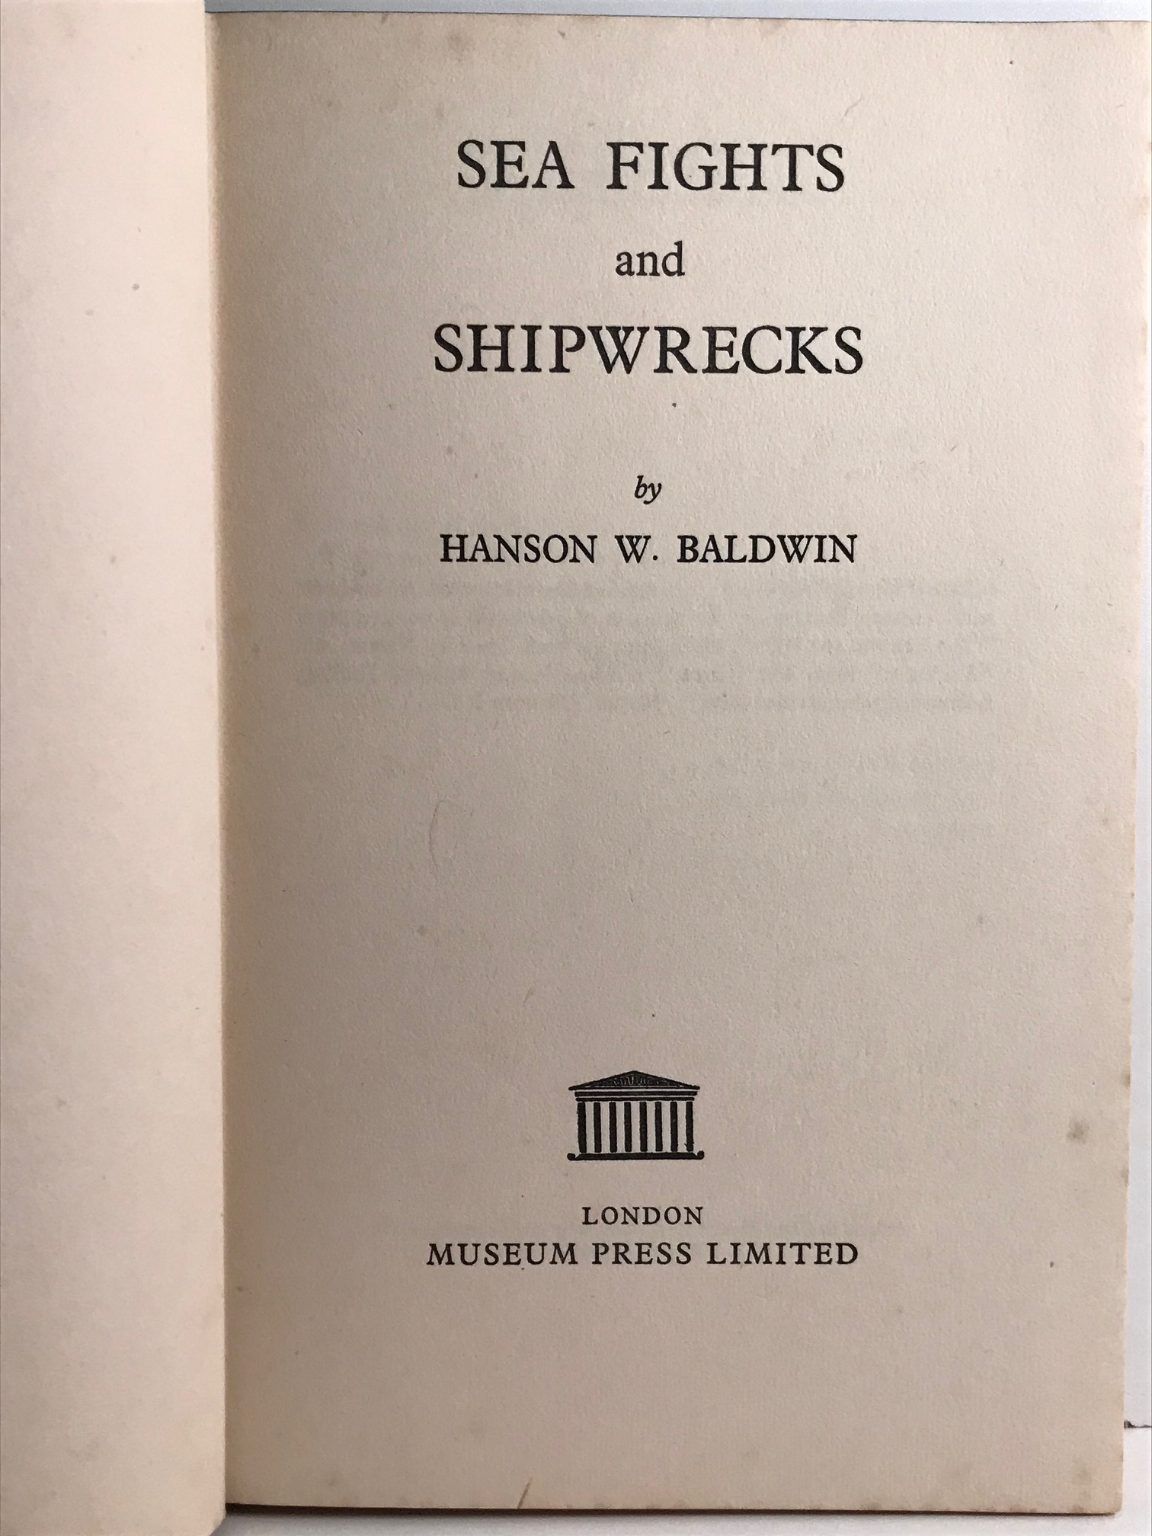 SEA FIGHTS
and
SHIPWRECKS
by
HANSON W. BALDWIN
LONDON
MUSEUM PRESS LIMITED